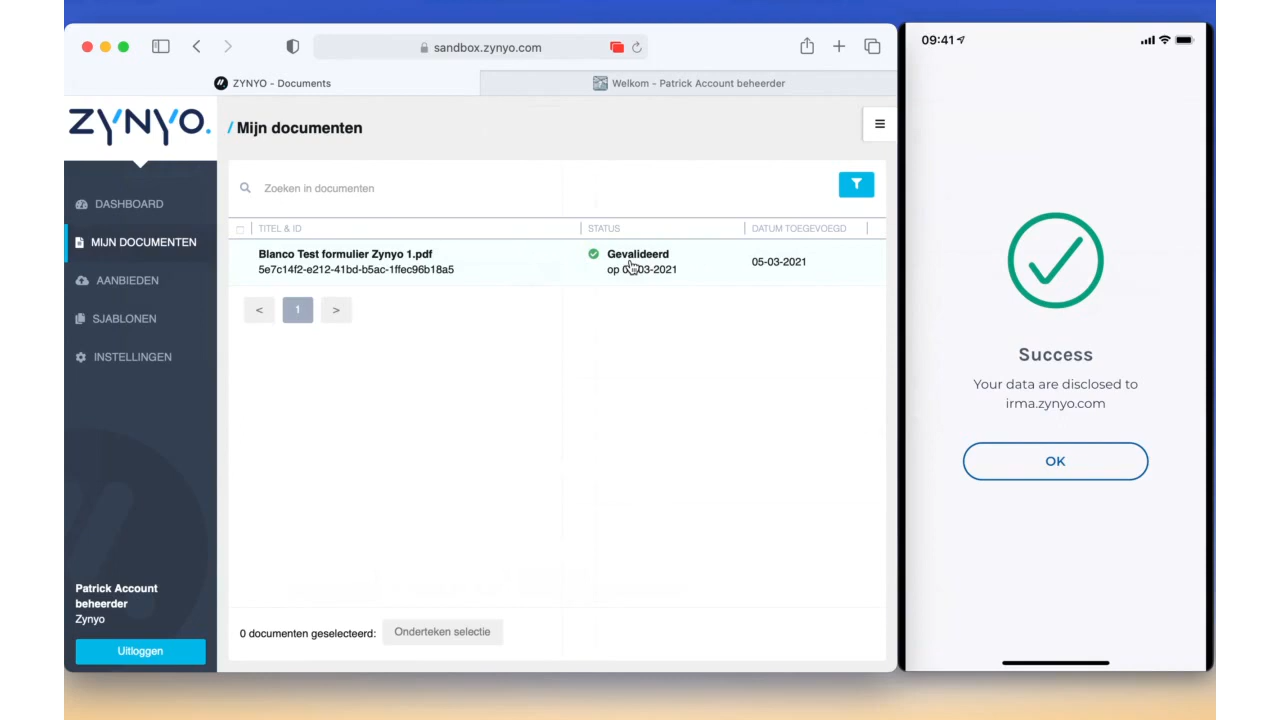 sandbox.zynyo.com
ZYNYO - Documents
Welkom - Patrick Account beheerder
ZYNYO.
/ Mijn documenten
DASHBOARD
MIJN DOCUMENTEN
AANBIEDEN
SJABLONEN
INSTELLINGEN
Patrick Account
beheerder
Zynyo
Uitloggen
Zoeken in documenten
TITEL & ID
STATUS
DATUM TOEGEVOEGD
Blanco Test formulier Zynyo 1.pdf
5e7c14f2-e212-41bd-b5ac-1ffec96b18a5
Gevalideerd
op
05-03-2021
< 1 >
0 documenten geselecteerd:
Onderteken selectie
09:41
Success
Your data are disclosed to
irma.zynyo.com
OK